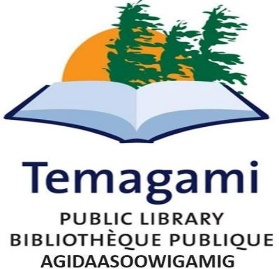 Temagami
PUBLIC LIBRARY
BIBLIOTHÈQUE PUBLIQUE
AGIDAASOOWIGAMIG